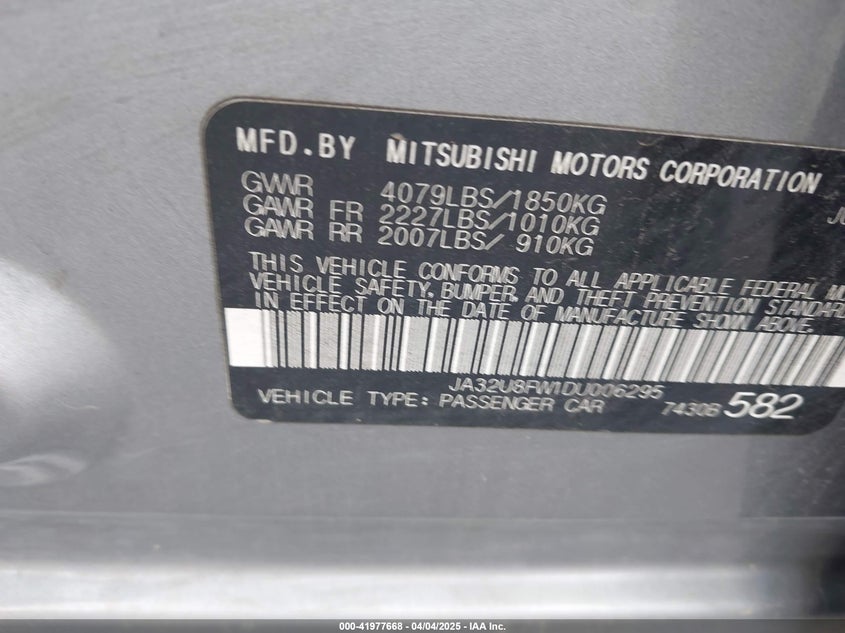 MFD.BY MITSUBISHI MOTORS CORPORATION
GVWR 4079LBS/1850KG
GAWR FR 2227LBS/1010KG
GAWR RR 2007LBS/ 910KG
THIS VEHICLE CONFORMS TO ALL APPLICABLE FEDERAL
VEHICLE SAFETY, BUMPER, AND THEFT PREVENTION STANDARD
IN EFFECT ON THE DATE OF MANUFACTURE SHOWN ABOVE.
JA32U8FW1DU006295
VEHICLE TYPE: PASSENGER CAR 7430B 582
000-41977668 - 04/04/2025 - IAA Inc.